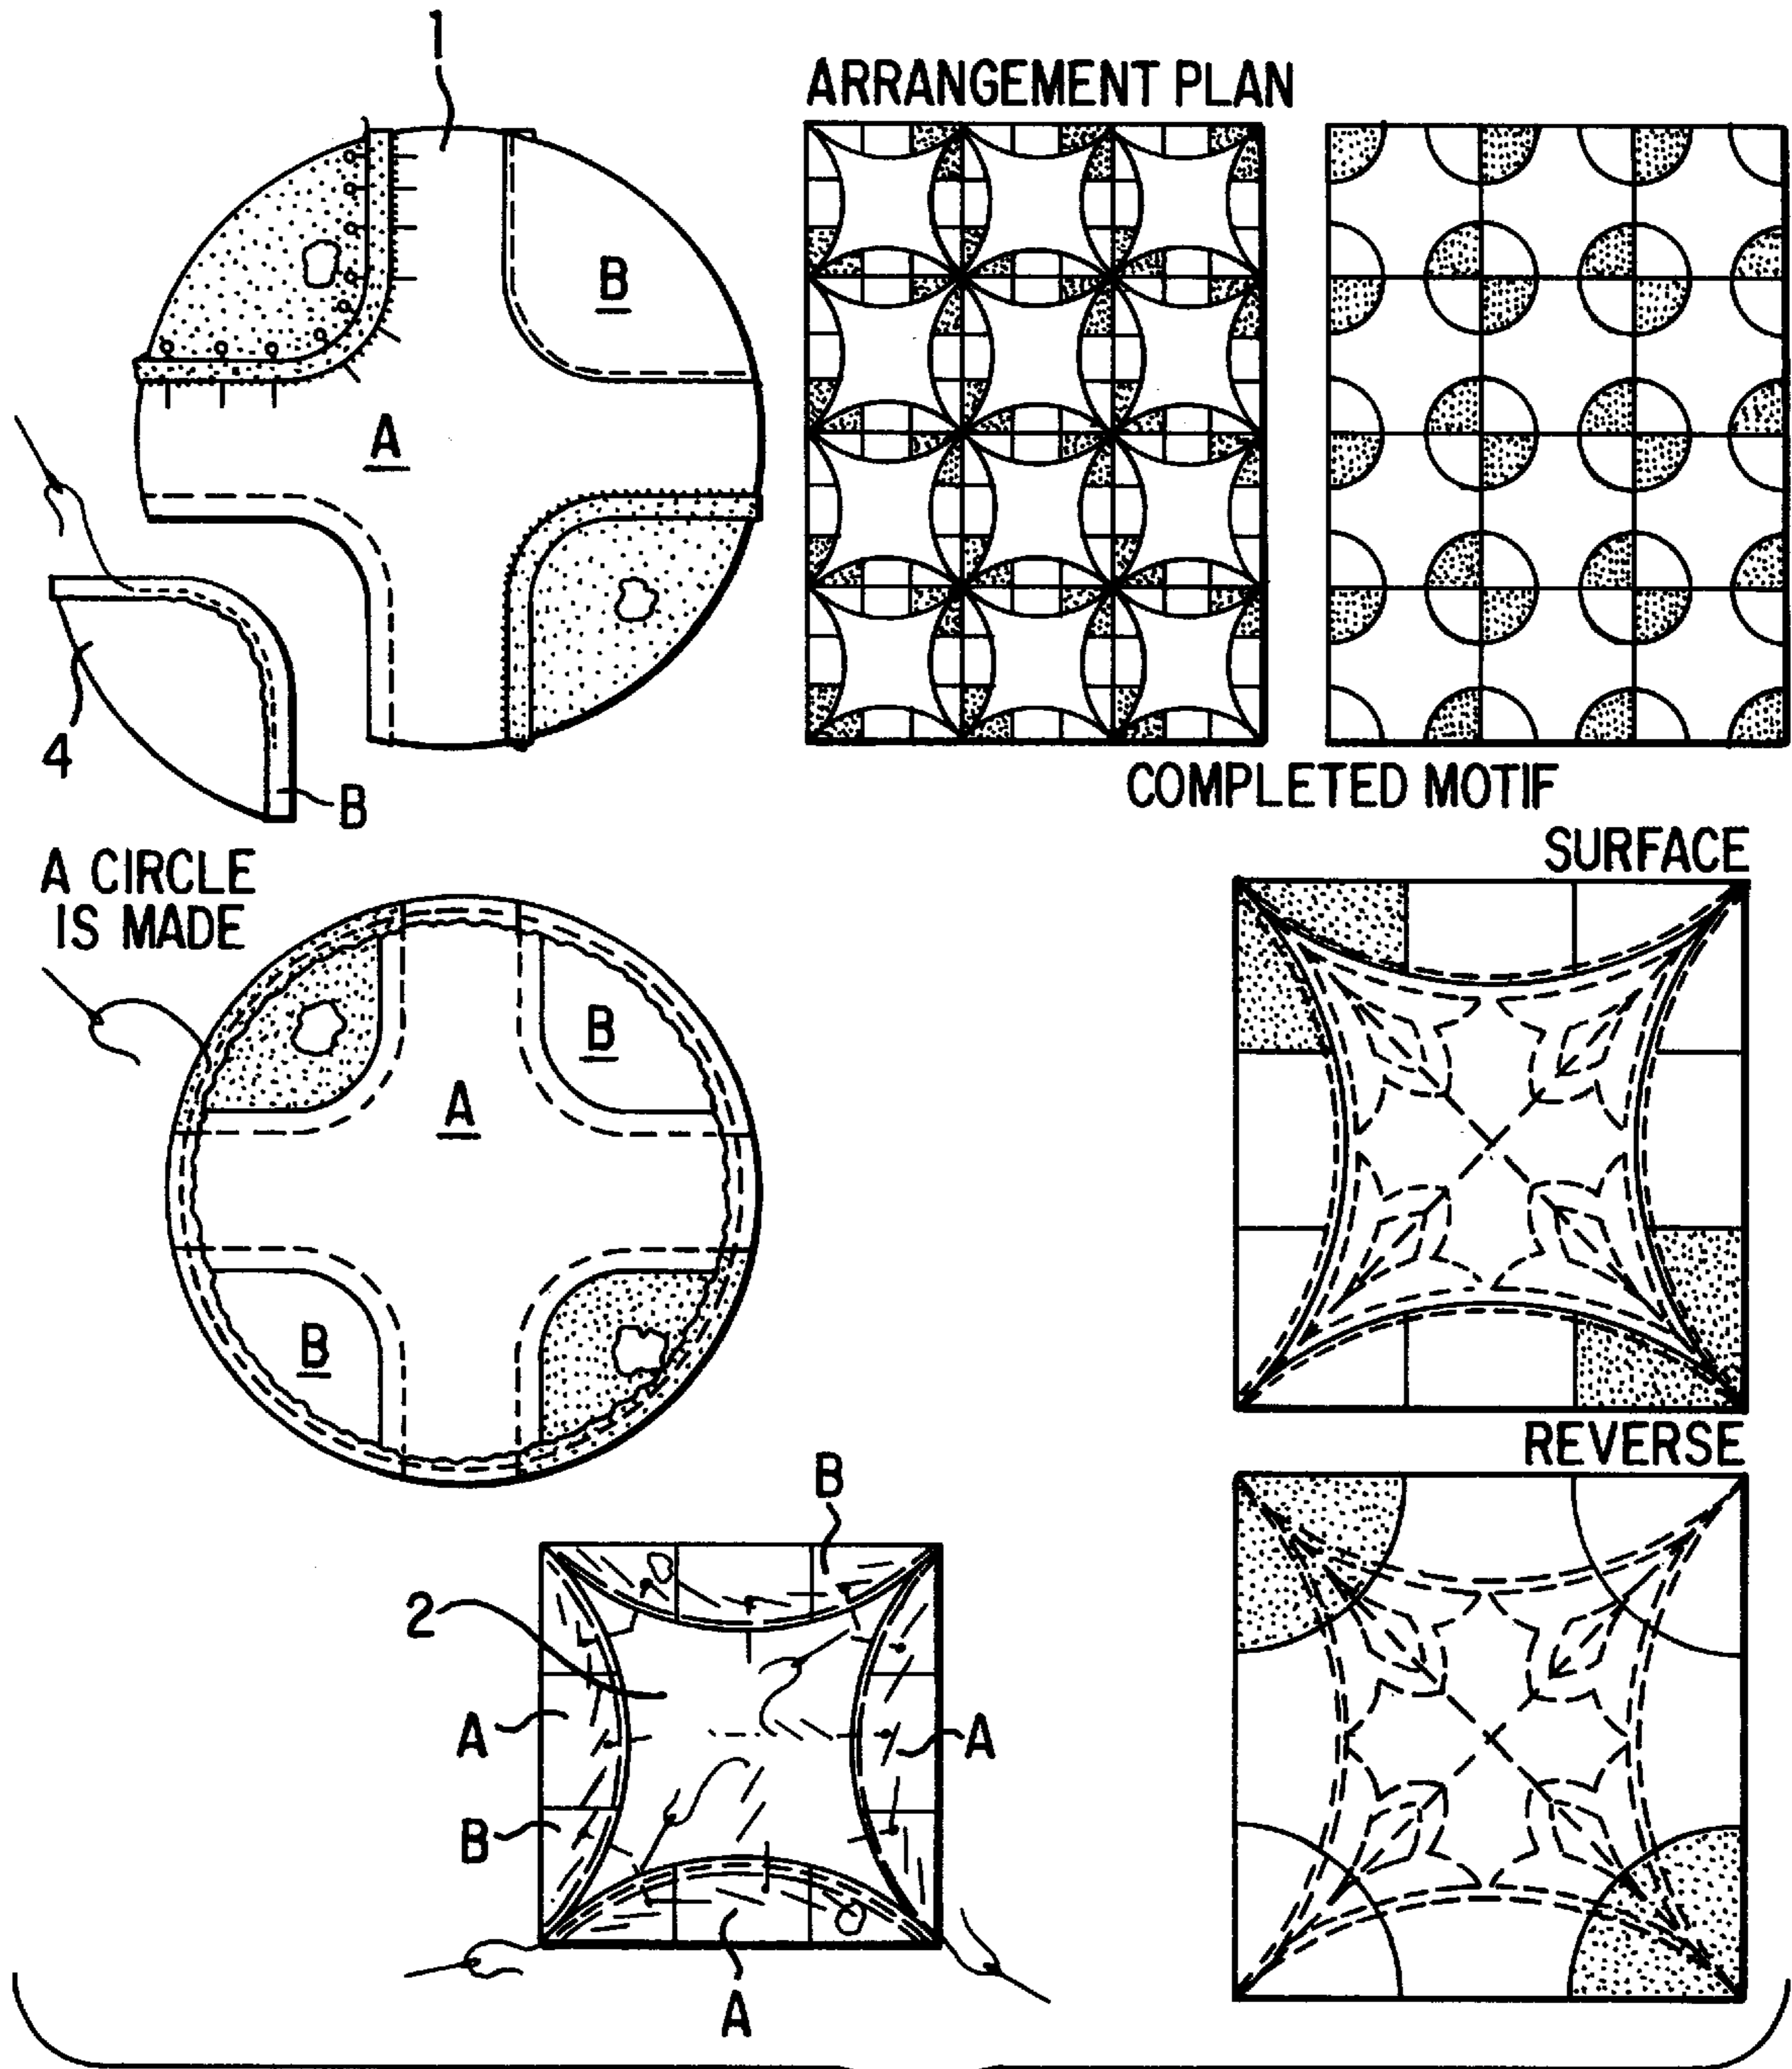 1
ARRANGEMENT PLAN
B
A
4
B
COMPLETED MOTIF
A CIRCLE
IS MADE
SURFACE
B
A
B
REVERSE
B
2
A
A
B
A